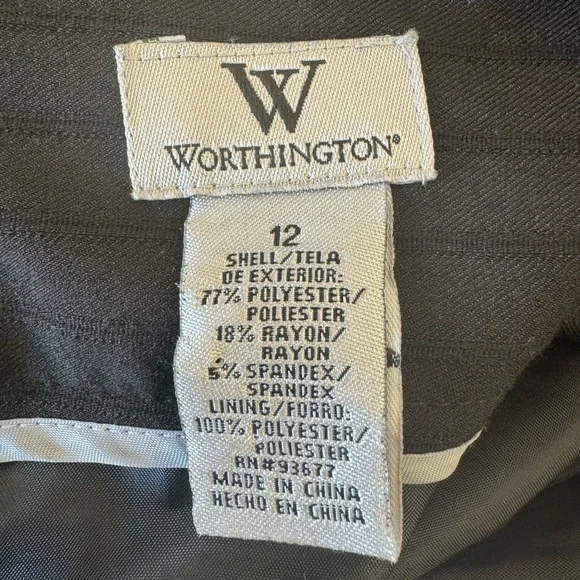 W
WORTHINGTON®
12
SHELL/TELA
DE EXTERIOR:
77% POLYESTER/
POLIESTER
18% RAYON/
RAYON
5% SPANDEX/
SPANDEX
LINING/FORRO:
100% POLYESTER/
POLIESTER
RN#93677
MADE IN CHINA
HECHO EN CHINA